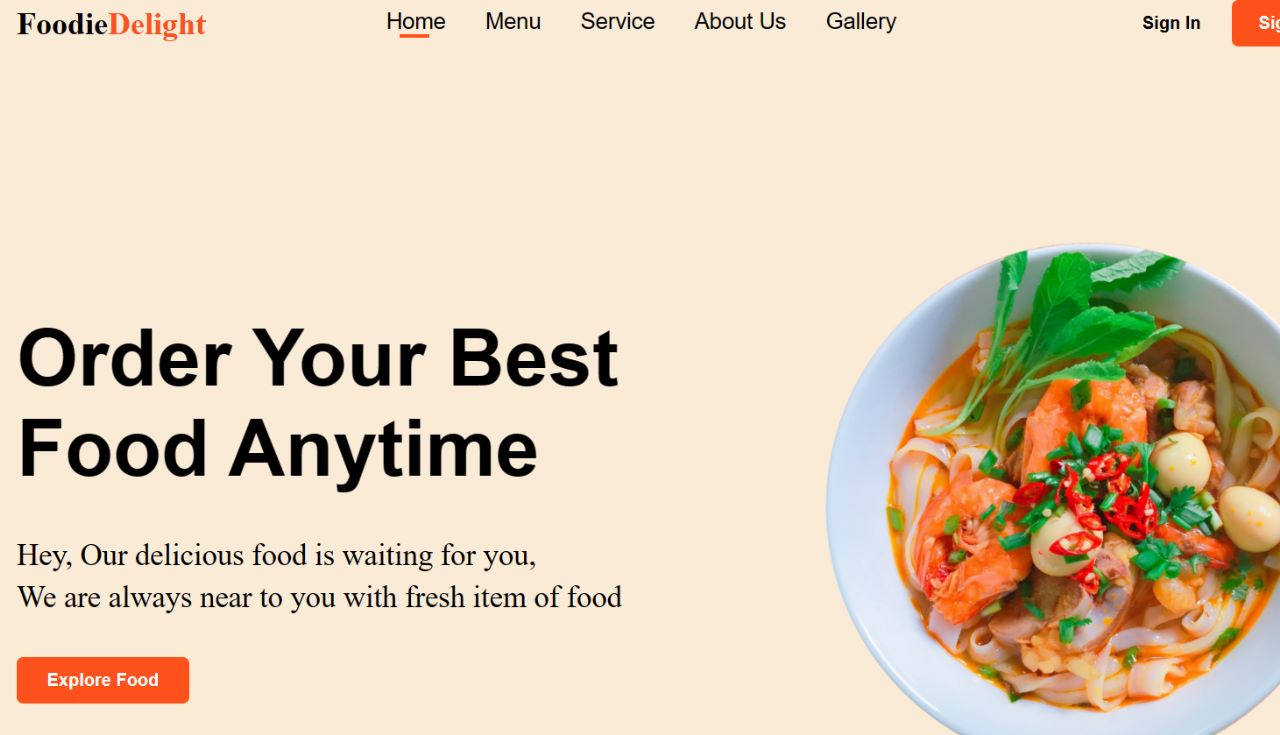 FoodieDelight
Home Menu Service About Us Gallery
Sign In
Order Your Best
Food Anytime
Hey, Our delicious food is waiting for you,
We are always near to you with fresh item of food
Explore Food